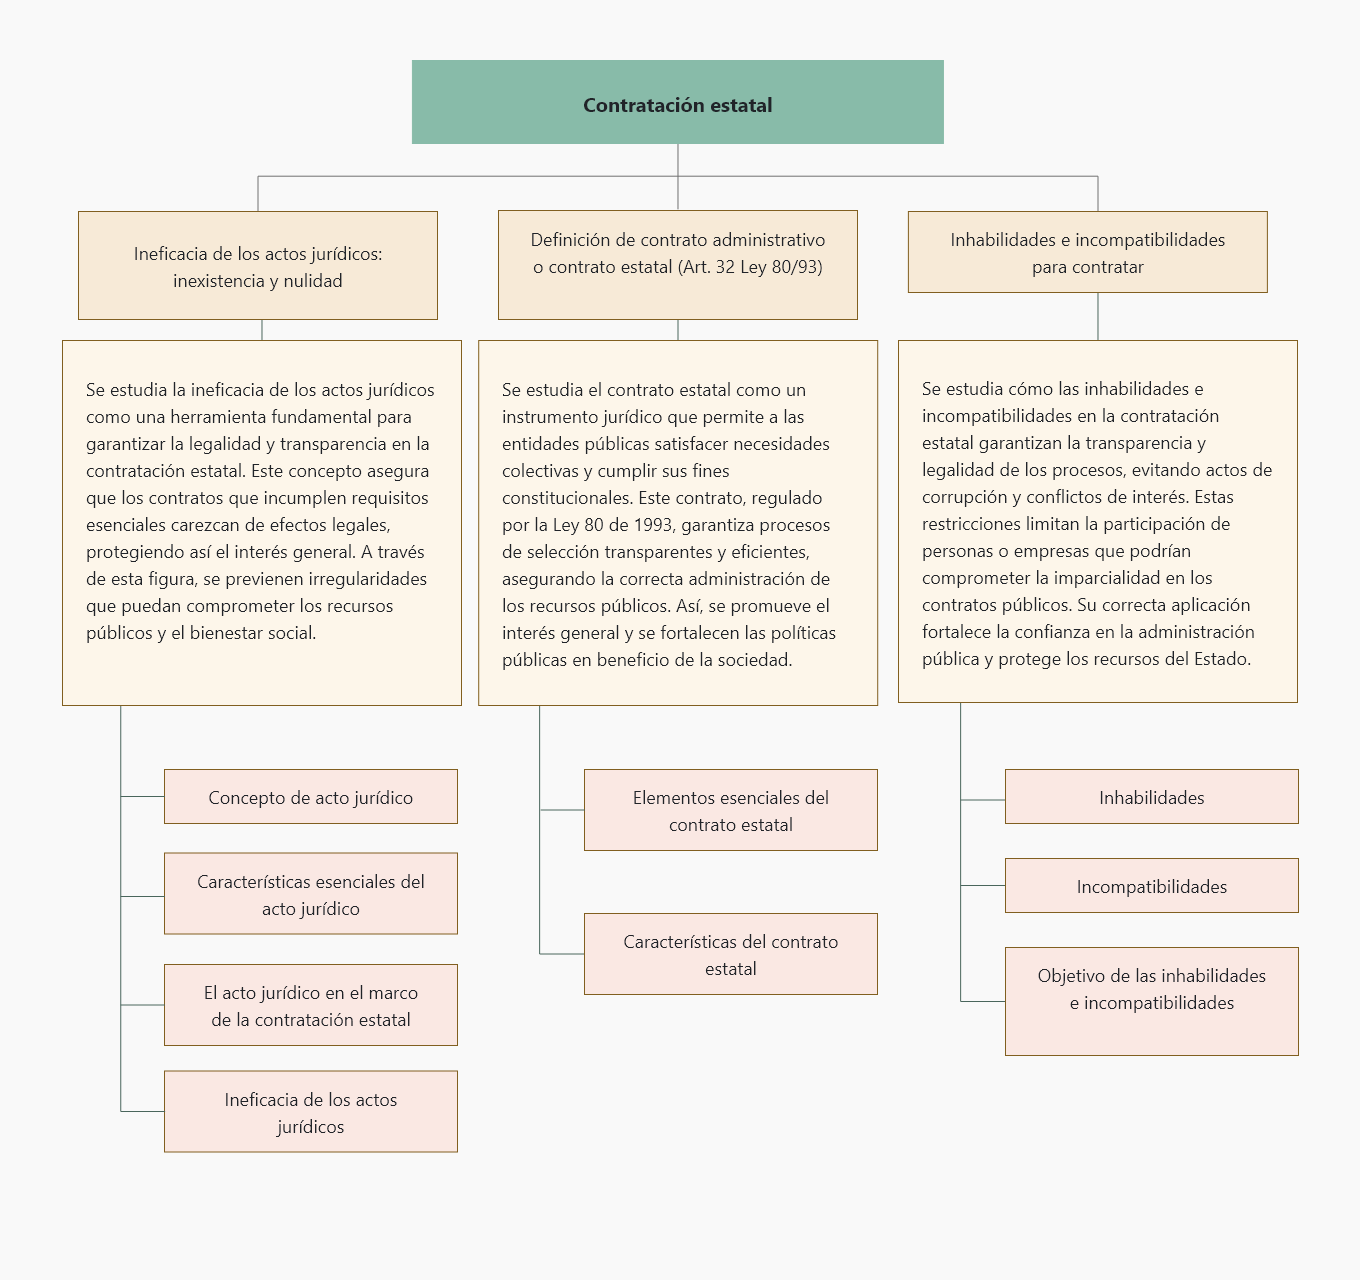 Contratación estatal
Ineficacia de los actos jurídicos:
inexistencia y nulidad
Definición de contrato administrativo
o contrato estatal (Art. 32 Ley 80/93)
Inhabilidades e incompatibilidades
para contratar
Se estudia la ineficacia de los actos jurídicos
como una herramienta fundamental para
garantizar la legalidad y transparencia en la
contratación estatal. Este concepto asegura
que los contratos que incumplen requisitos
esenciales carezcan de efectos legales,
protegiendo así el interés general. A través
de esta figura, se previenen irregularidades
que puedan comprometer los recursos
públicos y el bienestar social.
Se estudia el contrato estatal como un
instrumento jurídico que permite a las
entidades públicas satisfacer necesidades
colectivas y cumplir sus fines
constitucionales. Este contrato, regulado
por la Ley 80 de 1993, garantiza procesos
de selección transparentes y eficientes,
asegurando la correcta administración de
los recursos públicos. Así, se promueve el
interés general y se fortalecen las políticas
públicas en beneficio de la sociedad.
Se estudia cómo las inhabilidades e
incompatibilidades en la contratación
estatal garantizan la transparencia y
legalidad de los procesos, evitando actos de
corrupción y conflictos de interés. Estas
restricciones limitan la participación de
personas o empresas que podrían
comprometer la imparcialidad en los
contratos públicos. Su correcta aplicación
fortalece la confianza en la administración
pública y protege los recursos del Estado.
Concepto de acto jurídico
Características esenciales del
acto jurídico
El acto jurídico en el marco
de la contratación estatal
Ineficacia de los actos
jurídicos
Elementos esenciales del
contrato estatal
Características del contrato
estatal
Inhabilidades
Incompatibilidades
Objetivo de las inhabilidades
e incompatibilidades